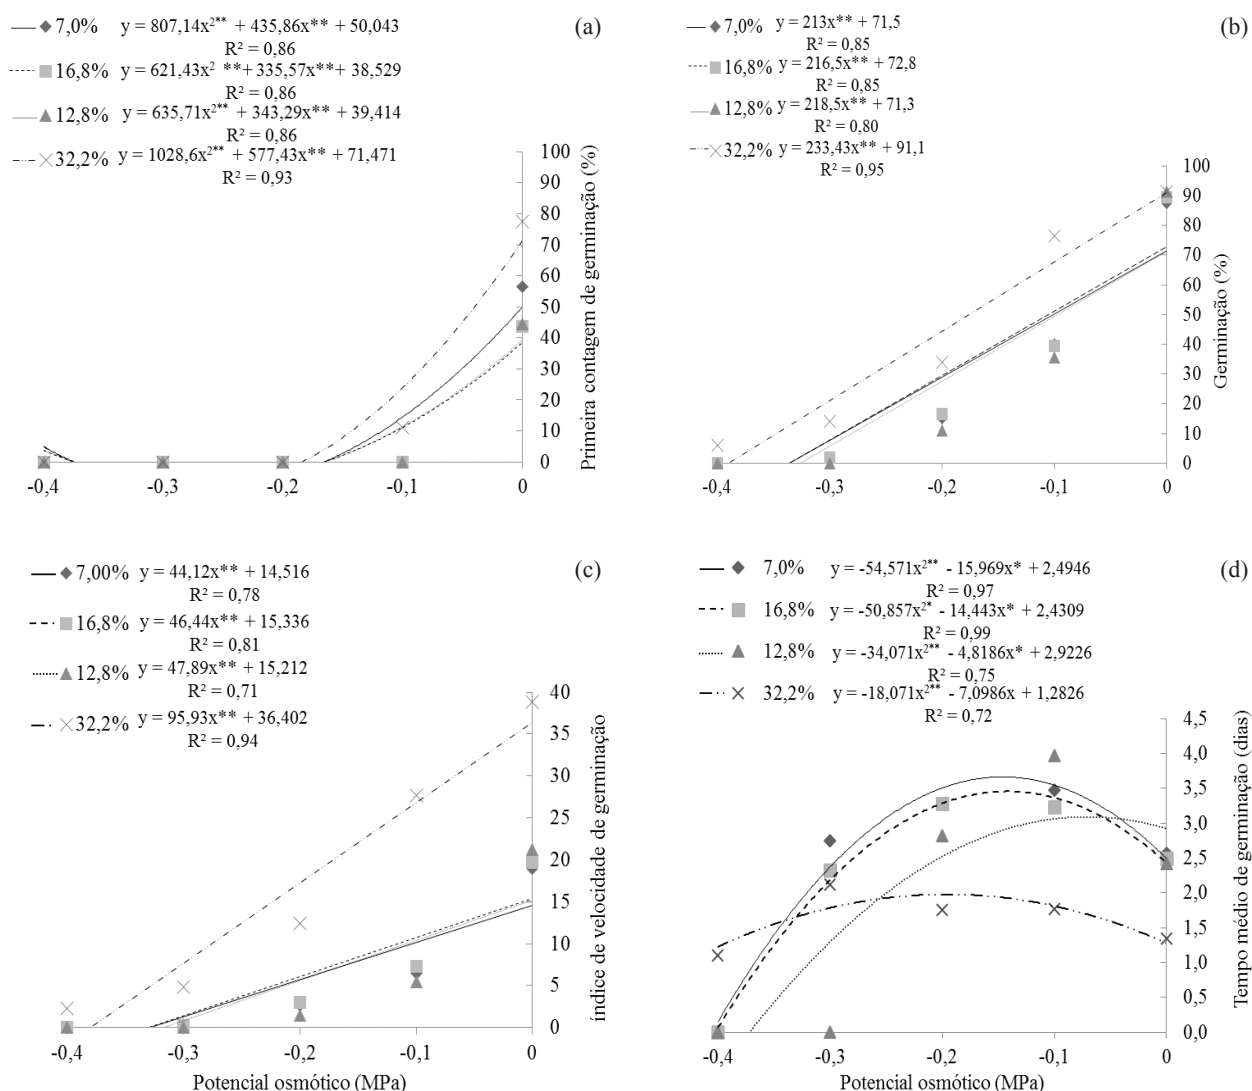 (a)
7,0% y = 807,14x²** + 435,86x** + 50,043
R² = 0,86
16,8% y = 621,43x² **+ 335,57x**+ 38,529
R² = 0,86
12,8% y = 635,71x²** + 343,29x** + 39,414
R² = 0,86
32,2% y = 1028,6x²** + 577,43x** + 71,471
R² = 0,93
100
90
80
70
60
50
40
30
20
10
0
Primeira contagem de germinação (%)
-0,4 -0,3 -0,2 -0,1 0
(b)
7,0% y = 213x** + 71,5
R² = 0,85
16,8% y = 216,5x** + 72,8
R² = 0,85
12,8% y = 218,5x** + 71,3
R² = 0,80
32,2% y = 233,43x** + 91,1
R² = 0,95
100
90
80
70
60
50
40
30
20
10
0
Germinação (%)
-0,4 -0,3 -0,2 -0,1 0
(c)
7,00% y = 44,12x** + 14,516
R² = 0,78
16,8% y = 46,44x** + 15,336
R² = 0,81
12,8% y = 47,89x** + 15,212
R² = 0,71
32,2% y = 95,93x** + 36,402
R² = 0,94
40
35
30
25
20
15
10
5
0
índice de velocidade de germinação
-0,4 -0,3 -0,2 -0,1 0
Potencial osmótico (MPa)
(d)
7,0% y = -54,571x²** - 15,969x* + 2,4946
R² = 0,97
16,8% y = -50,857x²* - 14,443x* + 2,4309
R² = 0,99
12,8% y = -34,071x²** - 4,8186x* + 2,9226
R² = 0,75
32,2% y = -18,071x²** - 7,0986x + 1,2826
R² = 0,72
4,5
4,0
3,5
3,0
2,5
2,0
1,5
1,0
0,5
0,0
Tempo médio de germinação (dias)
-0,4 -0,3 -0,2 -0,1 0
Potencial osmótico (MPa)